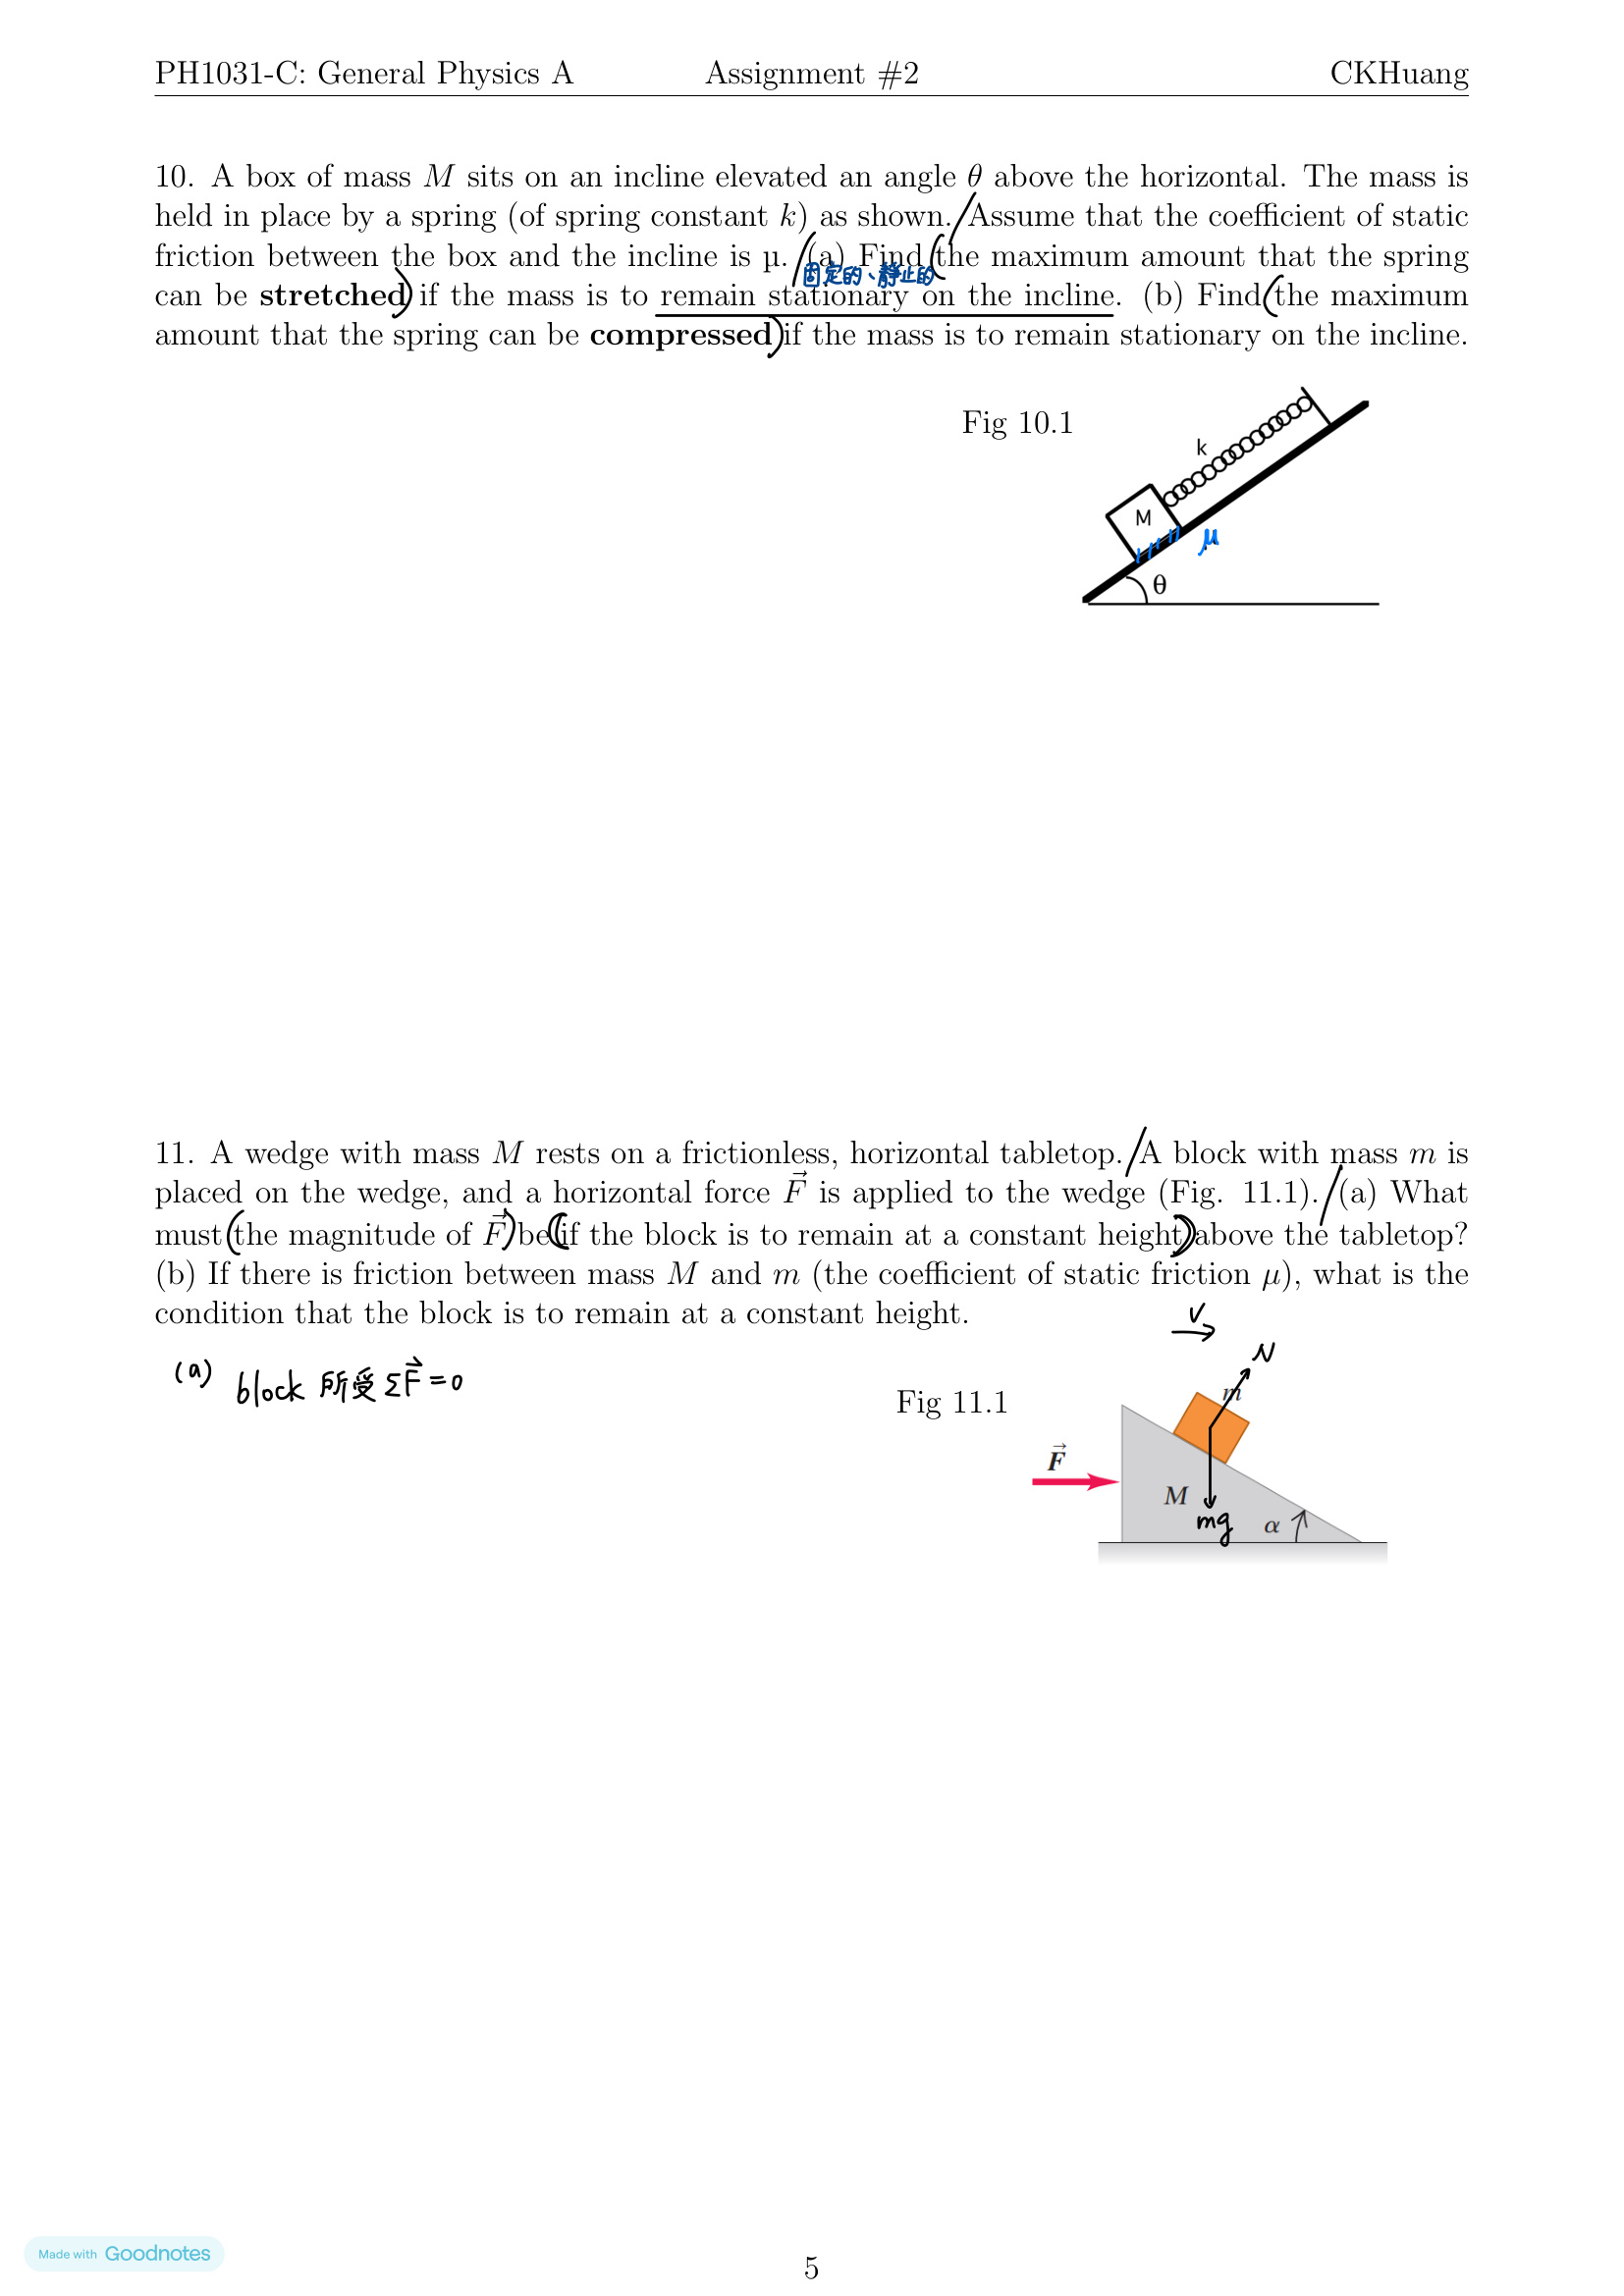 PH1031-C: General Physics A Assignment #2 CKHuang
10. A box of mass M sits on an incline elevated an angle θ above the horizontal. The mass is
held in place by a spring (of spring constant k) as shown. Assume that the coefficient of static
friction between the box and the incline is µ. (a) Find the maximum amount that the spring
固定的、靜止的
can be stretched if the mass is to remain stationary on the incline. (b) Find the maximum
amount that the spring can be compressed if the mass is to remain stationary on the incline.
Fig 10.1
k
M
μ
θ
11. A wedge with mass M rests on a frictionless, horizontal tabletop. A block with mass m is
placed on the wedge, and a horizontal force F⃗ is applied to the wedge (Fig. 11.1). (a) What
must the magnitude of F⃗ be if the block is to remain at a constant height above the tabletop?
(b) If there is friction between mass M and m (the coefficient of static friction μ), what is the
condition that the block is to remain at a constant height.
V
N
(a) block 所受 ΣF⃗ = 0
Fig 11.1
m
F⃗
M
mg
α
Made with Goodnotes
5